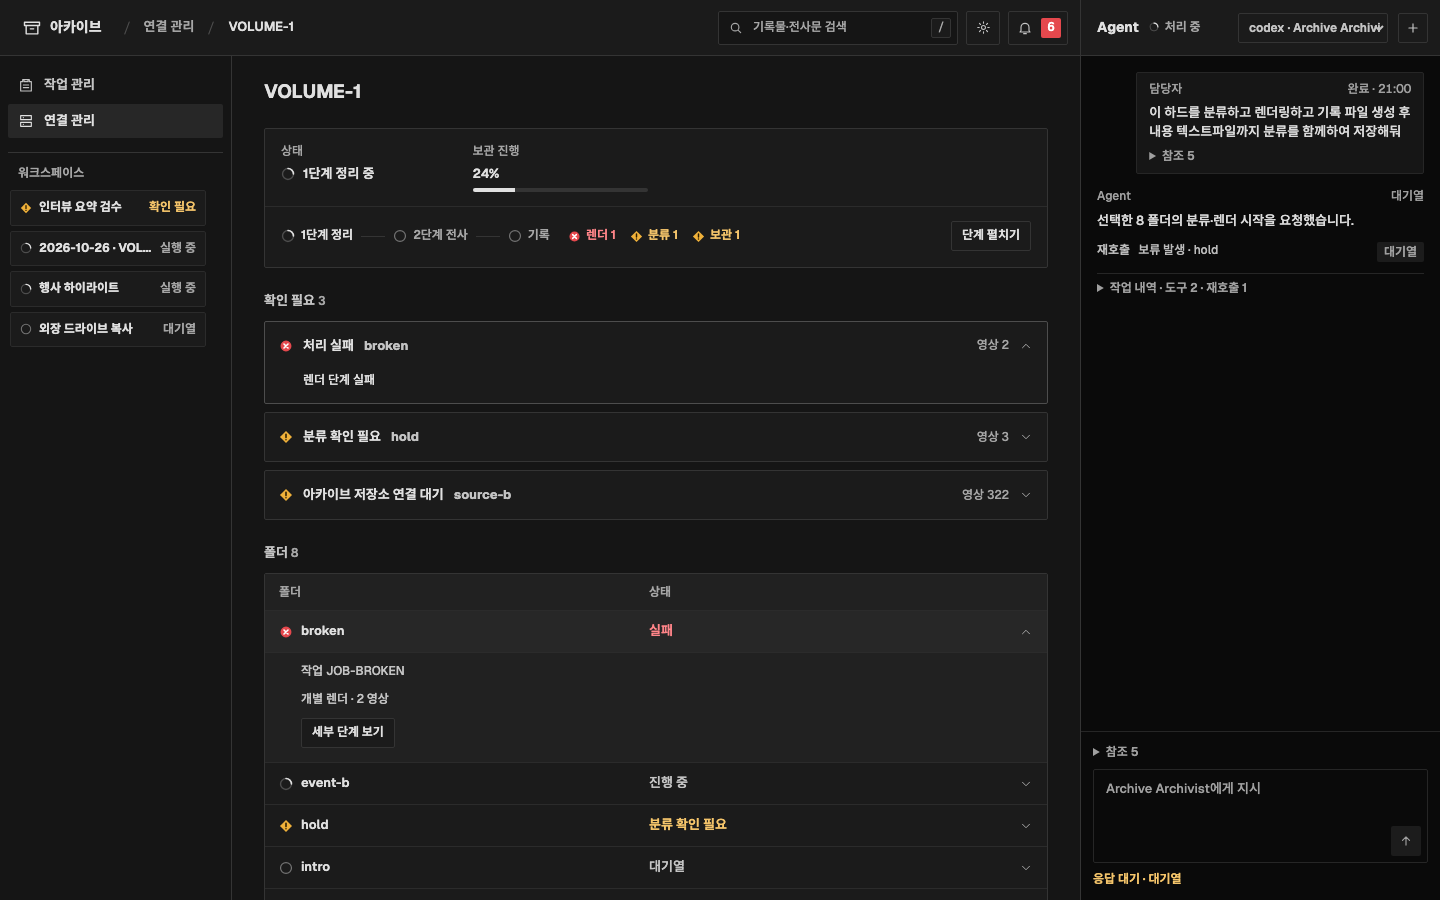 아카이브 / 연결 관리 / VOLUME-1
기록물·전사문 검색 /
6
Agent 처리 중
codex · Archive Archiv
+
작업 관리
연결 관리
워크스페이스
인터뷰 요약 검수 확인 필요
2026-10-26 · VOL... 실행 중
행사 하이라이트 실행 중
외장 드라이브 복사 대기열
VOLUME-1
상태
1단계 정리 중
보관 진행
24%
1단계 정리 2단계 전사 기록 렌더 1 분류 1 보관 1
단계 펼치기
확인 필요 3
처리 실패 broken 영상 2
렌더 단계 실패
분류 확인 필요 hold 영상 3
아카이브 저장소 연결 대기 source-b 영상 322
폴더 8
폴더 상태
broken 실패
작업 JOB-BROKEN
개별 렌더 · 2 영상
세부 단계 보기
event-b 진행 중
hold 분류 확인 필요
intro 대기열
담당자 완료 · 21:00
이 하드를 분류하고 렌더링하고 기록 파일 생성 후
내용 텍스트파일까지 분류를 함께하여 저장해둬
참조 5
Agent 대기열
선택한 8 폴더의 분류·렌더 시작을 요청했습니다.
재호출 보류 발생 · hold 대기열
작업 내역 · 도구 2 · 재호출 1
참조 5
Archive Archivist에게 지시
응답 대기 · 대기열